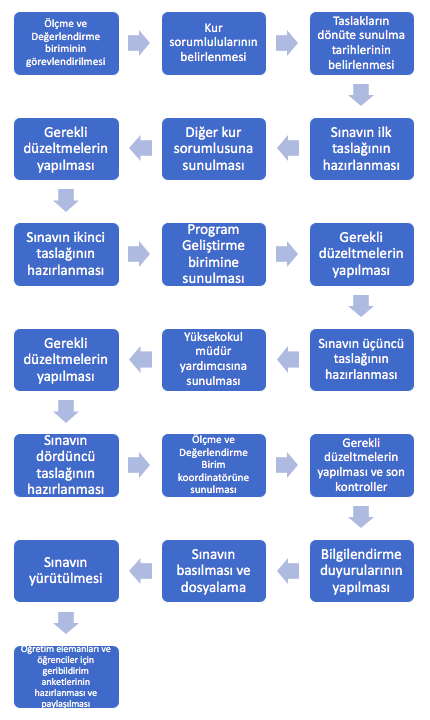 Ölçme ve
Değerlendirme
biriminin
görevlendirilmesi
Kur
sorumlulularının
belirlenmesi
Taslakların
dönüte sunulma
tarihlerinin
belirlenmesi
Sınavın ilk
taslağının
hazırlanması
Diğer kur
sorumlusuna
sunulması
Gerekli
düzeltmelerin
yapılması
Sınavın ikinci
taslağının
hazırlanması
Program
Geliştirme
birimine
sunulması
Gerekli
düzeltmelerin
yapılması
Sınavın üçüncü
taslağının
hazırlanması
Yüksekokul
müdür
yardımcısına
sunulması
Gerekli
düzeltmelerin
yapılması
Sınavın
dördüncü
taslağının
hazırlanması
Ölçme ve
Değerlendirme
Birim
koordinatörüne
sunulması
Gerekli
düzeltmelerin
yapılması ve son
kontroller
Bilgilendirme
duyurularının
yapılması
Sınavın
basılması ve
dosyalama
Sınavın
yürütülmesi
Öğretim elemanları ve
öğrenciler için
geribildirim
anketlerinin
hazırlanması ve
paylaşılması